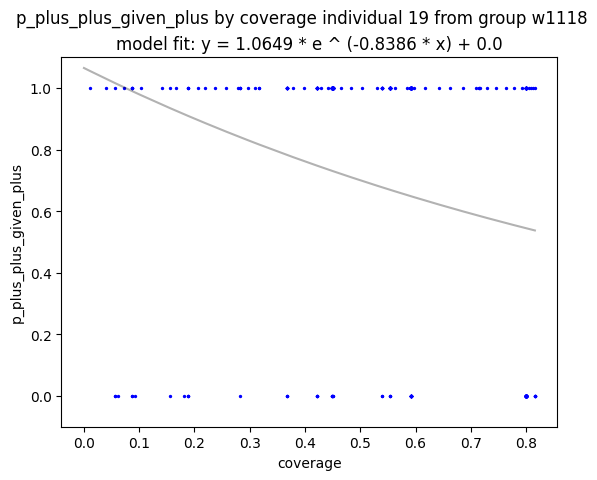 p_plus_plus_given_plus by coverage individual 19 from group w1118
model fit: y = 1.0649 * e ^ (-0.8386 * x) + 0.0
1.0
0.8
0.6
0.4
0.2
0.0
p_plus_plus_given_plus
0.0 0.1 0.2 0.3 0.4 0.5 0.6 0.7 0.8
coverage